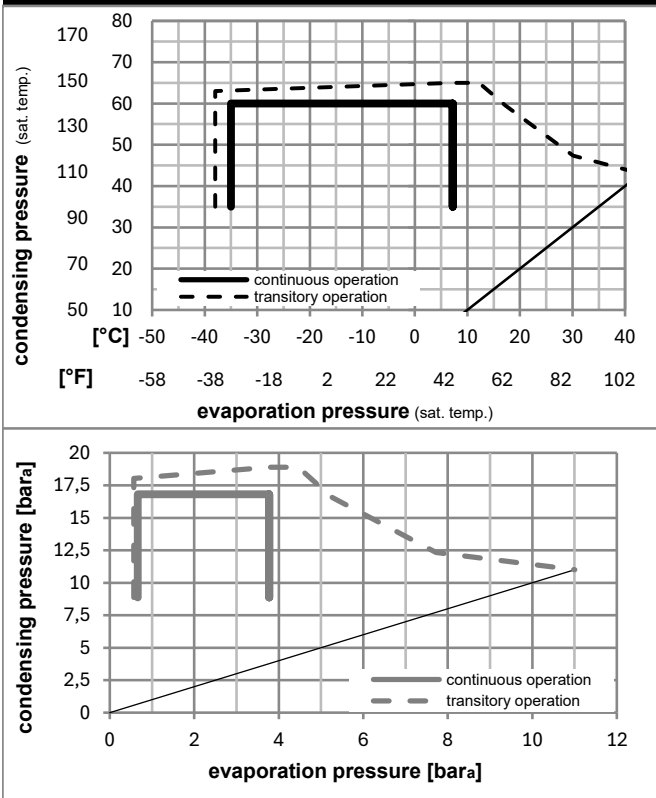 condensing pressure (sat. temp.)
170 80
70
150
60
130
50
110
40
90
30
70
20
50 10
continuous operation
transitory operation
[°C] -50 -40 -30 -20 -10 0 10 20 30 40
[°F] -58 -38 -18 2 22 42 62 82 102
evaporation pressure (sat. temp.)
condensing pressure [bara]
20
17,5
15
12,5
10
7,5
5
2,5
0
continuous operation
transitory operation
0 2 4 6 8 10 12
evaporation pressure [bara]